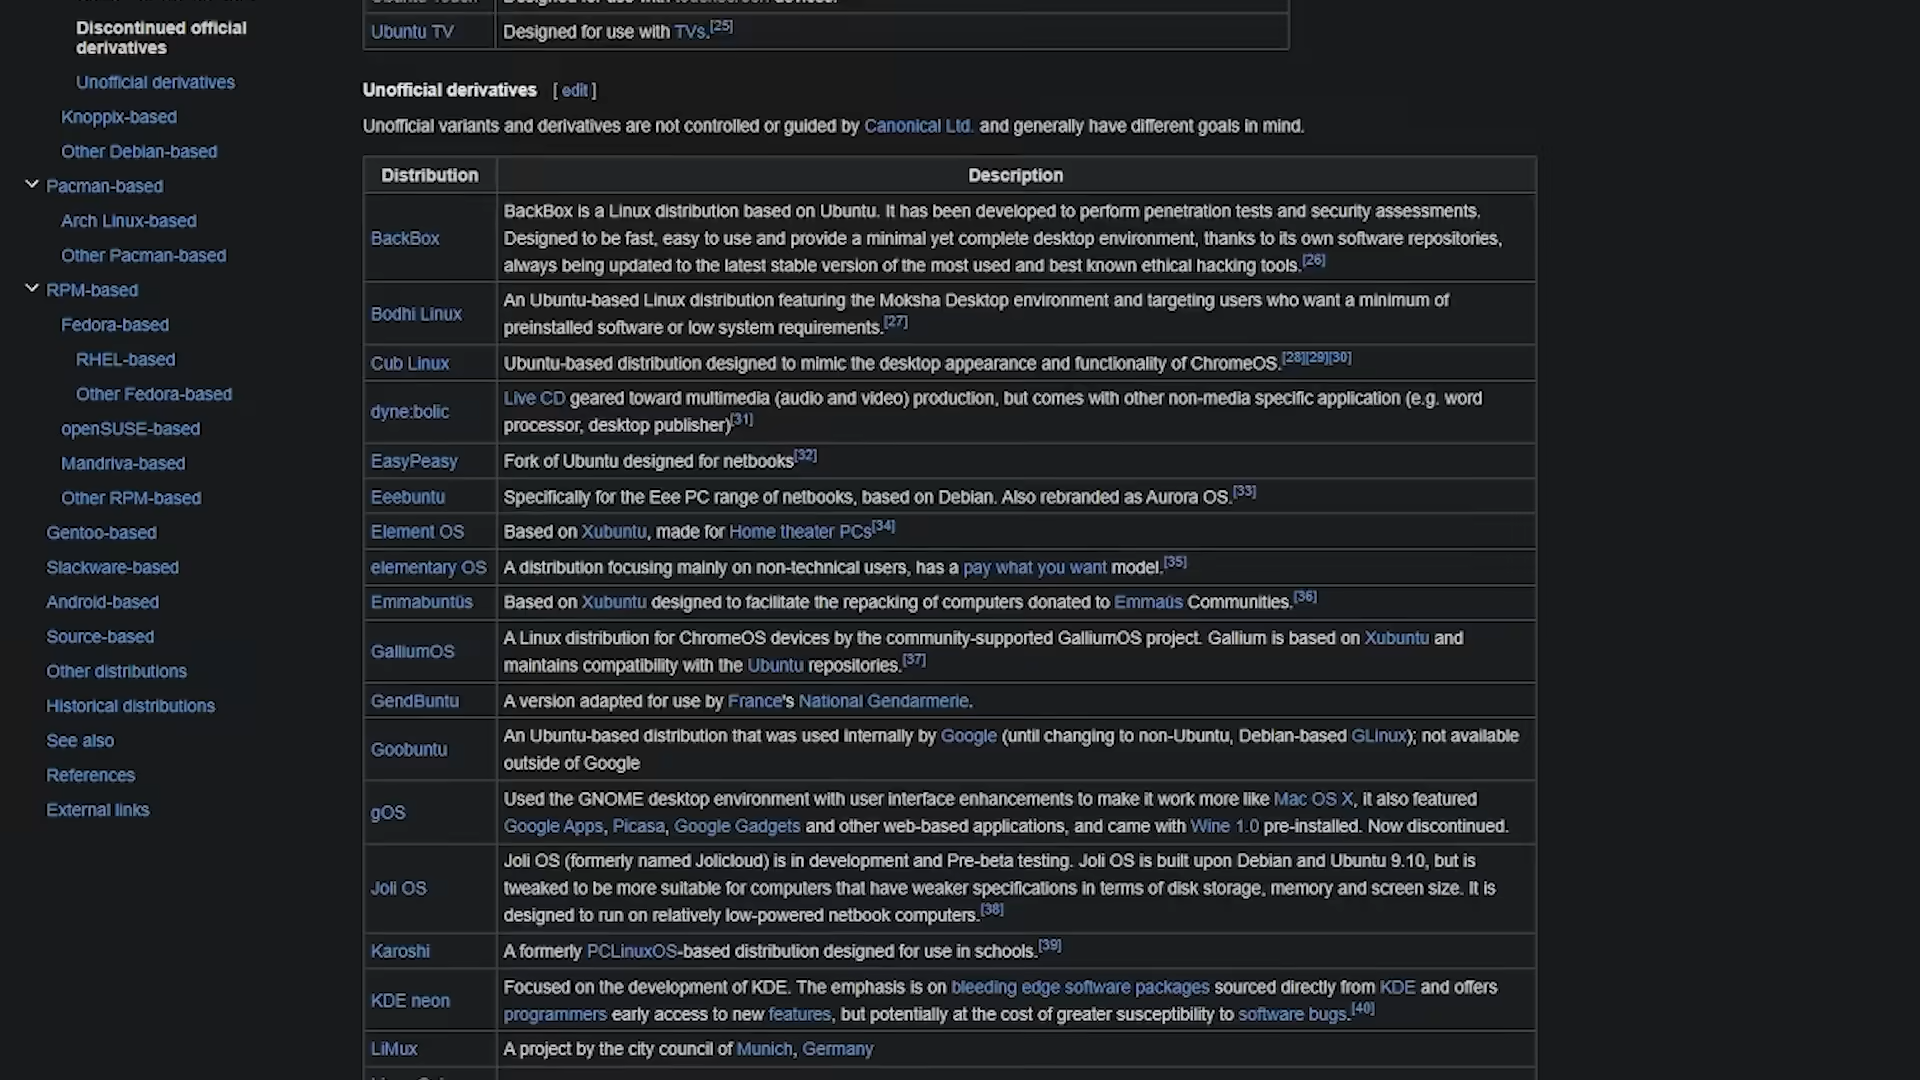 Discontinued official
derivatives
Unofficial derivatives
Knoppix-based
Other Debian-based
Pacman-based
Arch Linux-based
Other Pacman-based
RPM-based
Fedora-based
RHEL-based
Other Fedora-based
openSUSE-based
Mandriva-based
Other RPM-based
Gentoo-based
Slackware-based
Android-based
Source-based
Other distributions
Historical distributions
See also
References
External links
Ubuntu TV Designed for use with TVs.[25]
Unofficial derivatives [ edit ]
Unofficial variants and derivatives are not controlled or guided by Canonical Ltd. and generally have different goals in mind.
Distribution Description
BackBox
BackBox is a Linux distribution based on Ubuntu. It has been developed to perform penetration tests and security assessments.
Designed to be fast, easy to use and provide a minimal yet complete desktop environment, thanks to its own software repositories,
always being updated to the latest stable version of the most used and best known ethical hacking tools.[26]
Bodhi Linux
An Ubuntu-based Linux distribution featuring the Moksha Desktop environment and targeting users who want a minimum of
preinstalled software or low system requirements.[27]
Cub Linux Ubuntu-based distribution designed to mimic the desktop appearance and functionality of ChromeOS.[28][29][30]
dyne:bolic
Live CD geared toward multimedia (audio and video) production, but comes with other non-media specific application (e.g. word
processor, desktop publisher)[31]
EasyPeasy Fork of Ubuntu designed for netbooks[32]
Eeebuntu Specifically for the Eee PC range of netbooks, based on Debian. Also rebranded as Aurora OS.[33]
Element OS Based on Xubuntu, made for Home theater PCs[34]
elementary OS A distribution focusing mainly on non-technical users, has a pay what you want model.[35]
Emmabuntüs Based on Xubuntu designed to facilitate the repacking of computers donated to Emmaüs Communities.[36]
GalliumOS
A Linux distribution for ChromeOS devices by the community-supported GalliumOS project. Gallium is based on Xubuntu and
maintains compatibility with the Ubuntu repositories.[37]
GendBuntu A version adapted for use by France's National Gendarmerie.
Goobuntu
An Ubuntu-based distribution that was used internally by Google (until changing to non-Ubuntu, Debian-based GLinux); not available
outside of Google
gOS
Used the GNOME desktop environment with user interface enhancements to make it work more like Mac OS X, it also featured
Google Apps, Picasa, Google Gadgets and other web-based applications, and came with Wine 1.0 pre-installed. Now discontinued.
Joli OS
Joli OS (formerly named Jolicloud) is in development and Pre-beta testing. Joli OS is built upon Debian and Ubuntu 9.10, but is
tweaked to be more suitable for computers that have weaker specifications in terms of disk storage, memory and screen size. It is
designed to run on relatively low-powered netbook computers.[38]
Karoshi A formerly PCLinuxOS-based distribution designed for use in schools.[39]
KDE neon
Focused on the development of KDE. The emphasis is on bleeding edge software packages sourced directly from KDE and offers
programmers early access to new features, but potentially at the cost of greater susceptibility to software bugs.[40]
LiMux A project by the city council of Munich, Germany